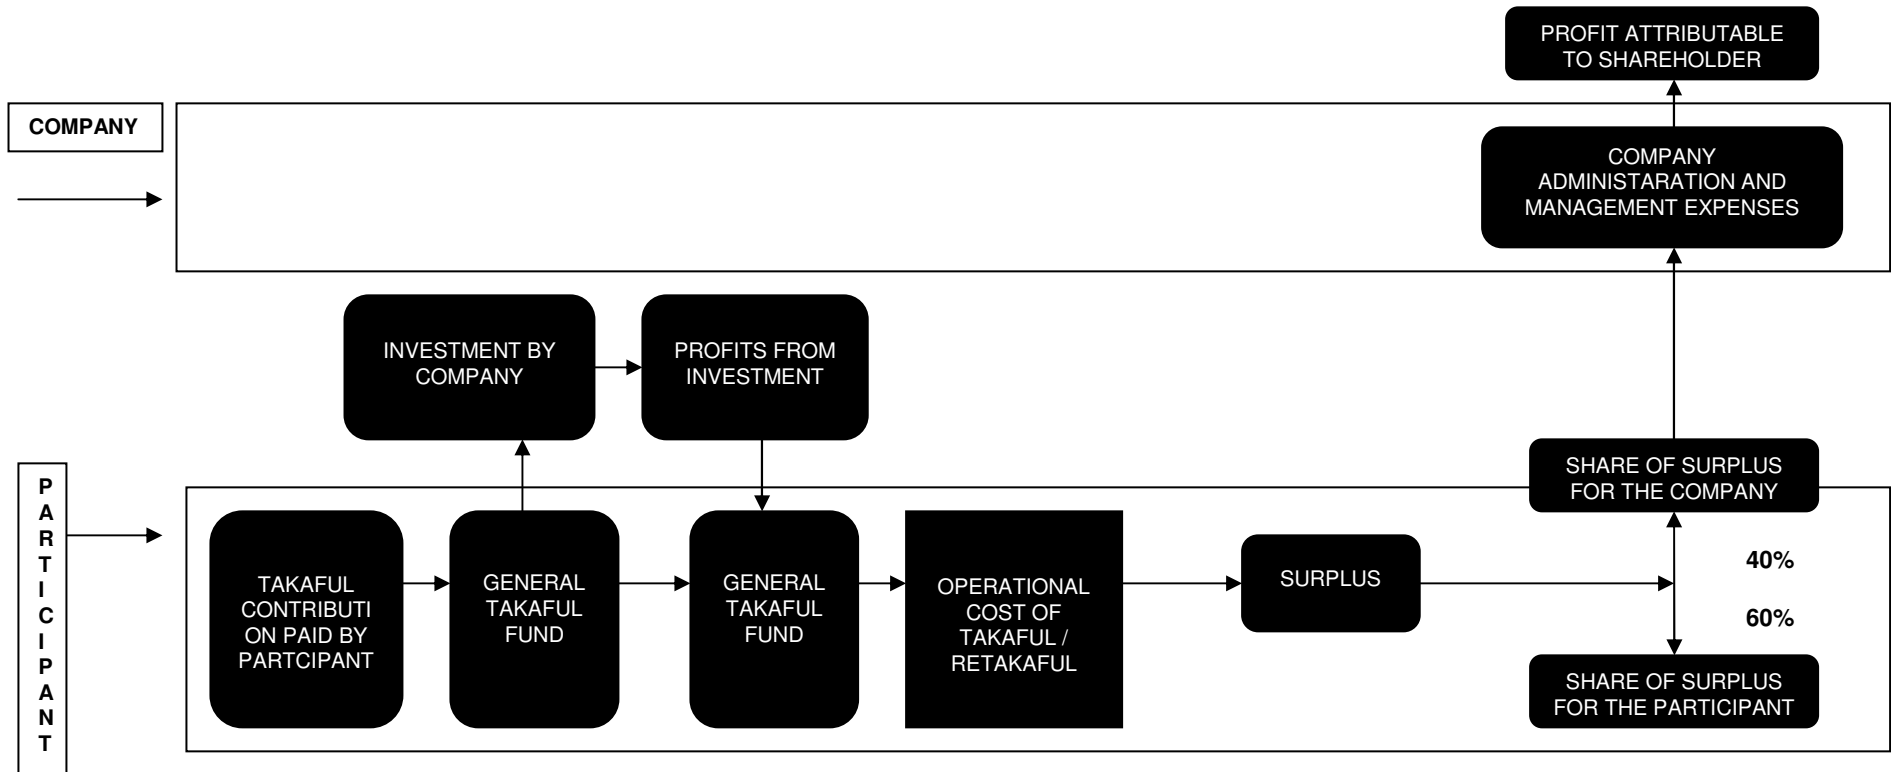 PROFIT ATTRIBUTABLE
TO SHAREHOLDER
COMPANY
COMPANY
ADMINISTARATION AND
MANAGEMENT EXPENSES
INVESTMENT BY
COMPANY
PROFITS FROM
INVESTMENT
SHARE OF SURPLUS
FOR THE COMPANY
P
A
R
T
I
C
I
P
A
N
T
TAKAFUL
CONTRIBUTI
ON PAID BY
PARTCIPANT
GENERAL
TAKAFUL
FUND
GENERAL
TAKAFUL
FUND
OPERATIONAL
COST OF
TAKAFUL /
RETAKAFUL
SURPLUS
40%
60%
SHARE OF SURPLUS
FOR THE PARTICIPANT